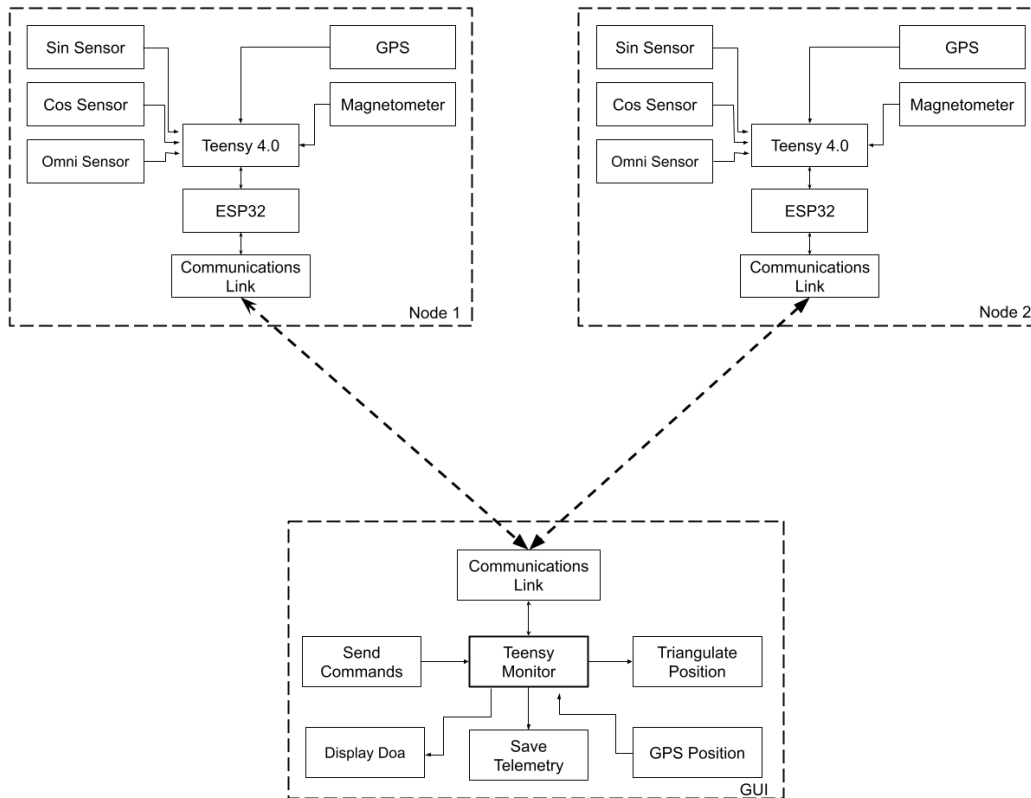 Sin Sensor
GPS
Cos Sensor
Magnetometer
Teensy 4.0
Omni Sensor
ESP32
Communications
Link
Node 1
Sin Sensor
GPS
Cos Sensor
Magnetometer
Teensy 4.0
Omni Sensor
ESP32
Communications
Link
Node 2
Communications
Link
Send
Commands
Teensy
Monitor
Triangulate
Position
Display Doa
Save
Telemetry
GPS Position
GUI